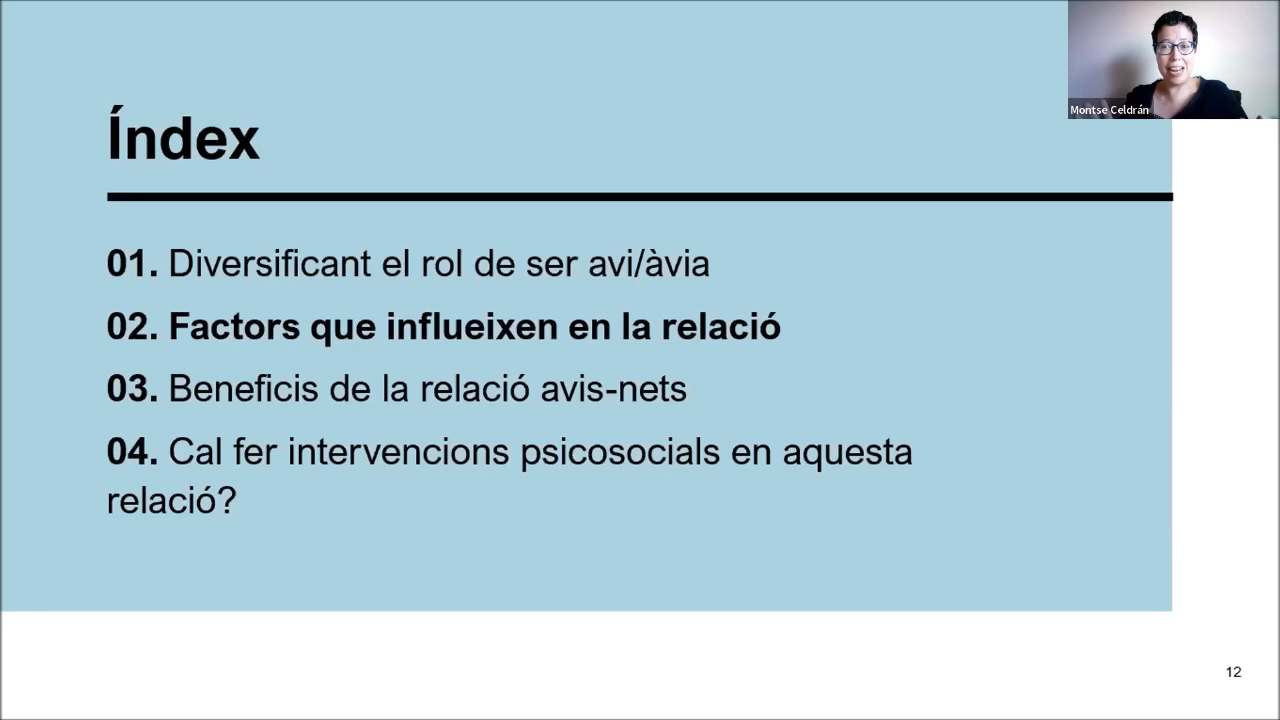 Montse Celdrán
Índex
01. Diversificant el rol de ser avi/àvia
02. Factors que influeixen en la relació
03. Beneficis de la relació avis-nets
04. Cal fer intervencions psicosocials en aquesta
relació?
12